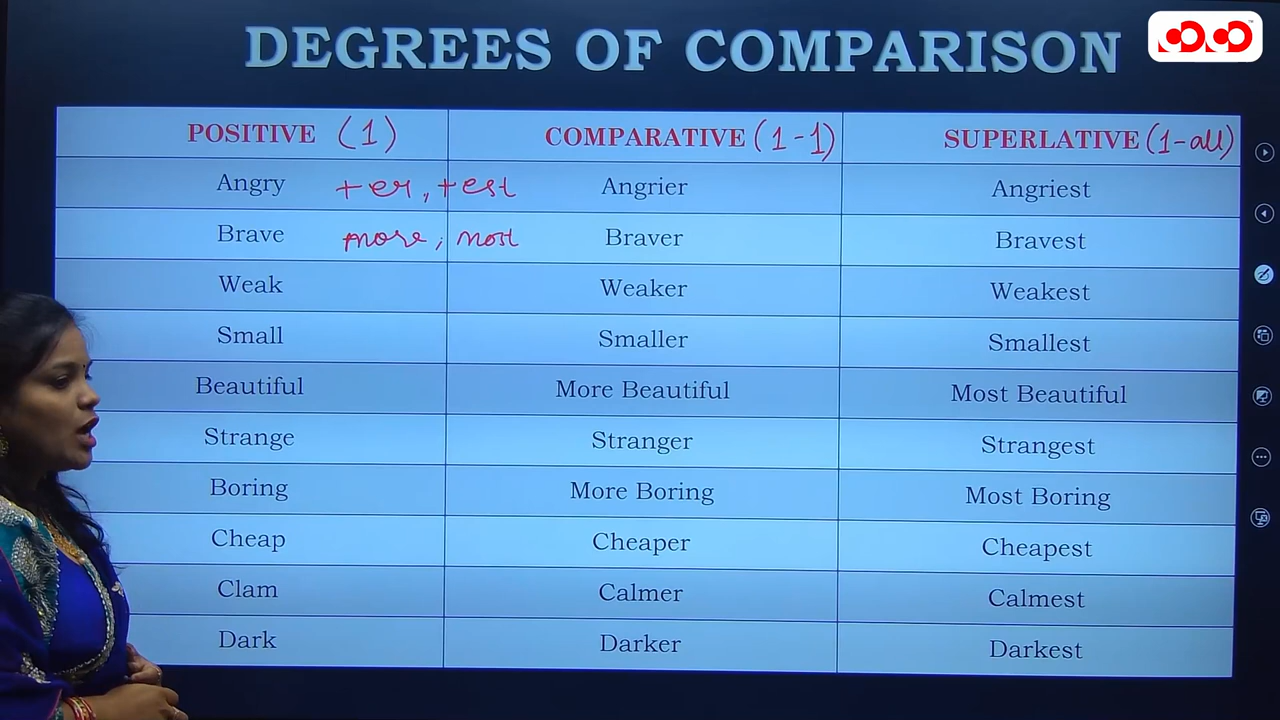 DEGREES OF COMPARISON
POSITIVE (1) COMPARATIVE (1-1) SUPERLATIVE (1-all)
Angry +er, +est Angrier Angriest
Brave more, most Braver Bravest
Weak Weaker Weakest
Small Smaller Smallest
Beautiful More Beautiful Most Beautiful
Strange Stranger Strangest
Boring More Boring Most Boring
Cheap Cheaper Cheapest
Clam Calmer Calmest
Dark Darker Darkest